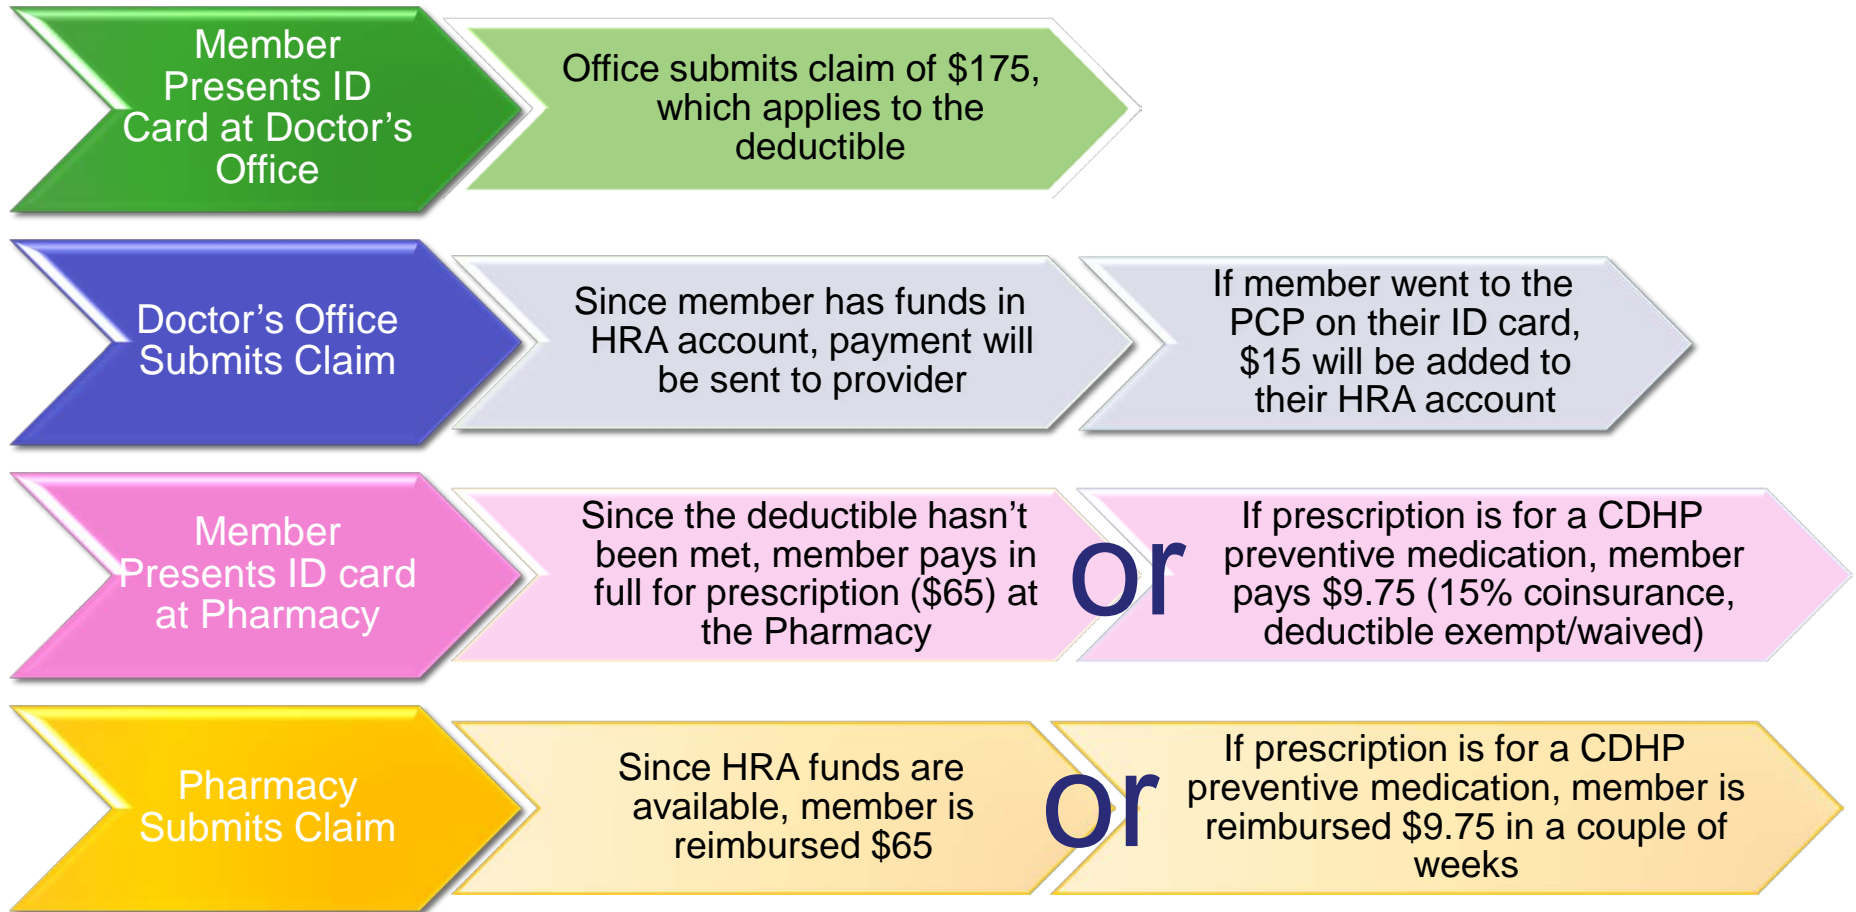 Member
Presents ID
Card at Doctor's
Office
Office submits claim of $175,
which applies to the
deductible
Doctor's Office
Submits Claim
Since member has funds in
HRA account, payment will
be sent to provider
If member went to the
PCP on their ID card,
$15 will be added to
their HRA account
Member
Presents ID card
at Pharmacy
Since the deductible hasn't
been met, member pays in
full for prescription ($65) at
the Pharmacy
or
If prescription is for a CDHP
preventive medication, member
pays $9.75 (15% coinsurance,
deductible exempt/waived)
Pharmacy
Submits Claim
Since HRA funds are
available, member is
reimbursed $65
or
If prescription is for a CDHP
preventive medication, member is
reimbursed $9.75 in a couple of
weeks